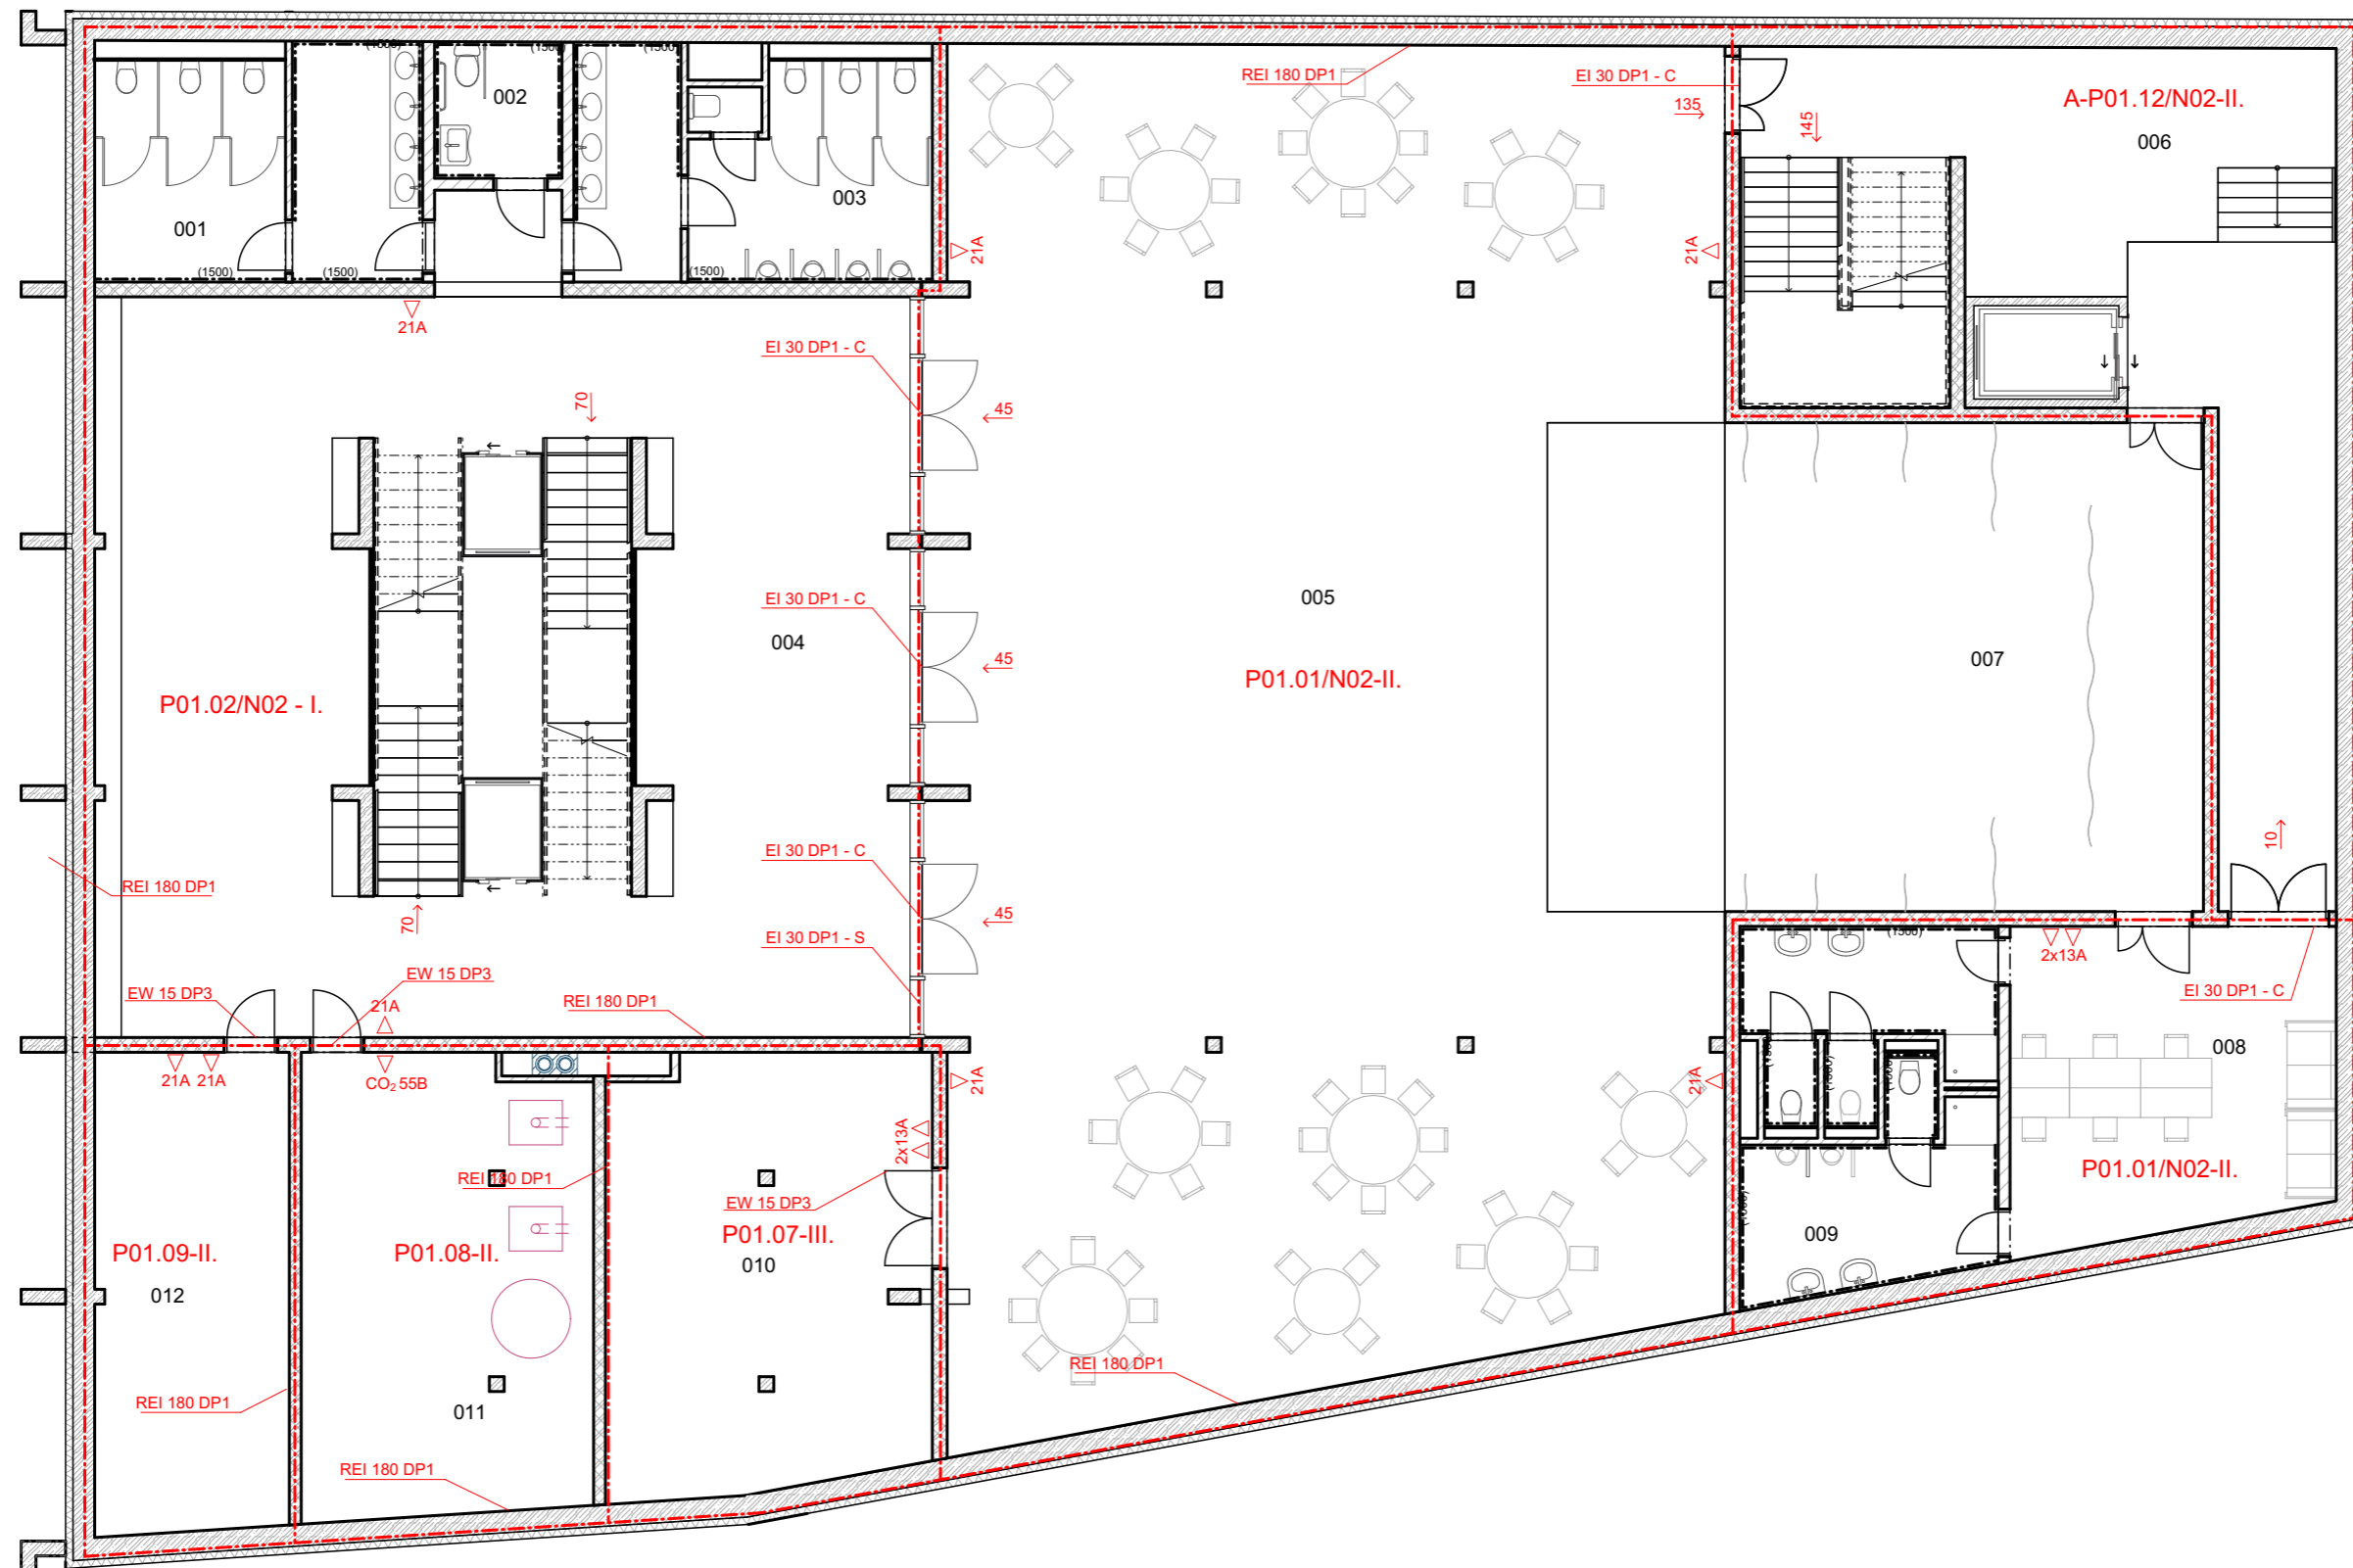 (1500)
(1500)
(1500)
002
REI 180 DP1
EI 30 DP1 - C
135
145
A-P01.12/N02-II.
006
001
003
21A
21A
(1500)
(1500)
(1500)
21A
EI 30 DP1 - C
70
45
005
EI 30 DP1 - C
004
45
007
P01.01/N02-II.
P01.02/N02 - I.
10
EI 30 DP1 - C
REI 180 DP1
70
45
EI 30 DP1 - S
(1500)
2x13A
EW 15 DP3
EW 15 DP3
21A
REI 180 DP1
EI 30 DP1 - C
008
21A
21A
CO2 55B
21A
21A
2x13A
REI 180 DP1
EW 15 DP3
P01.01/N02-II.
P01.07-III.
010
009
P01.09-II.
P01.08-II.
012
REI 180 DP1
REI 180 DP1
011
REI 180 DP1